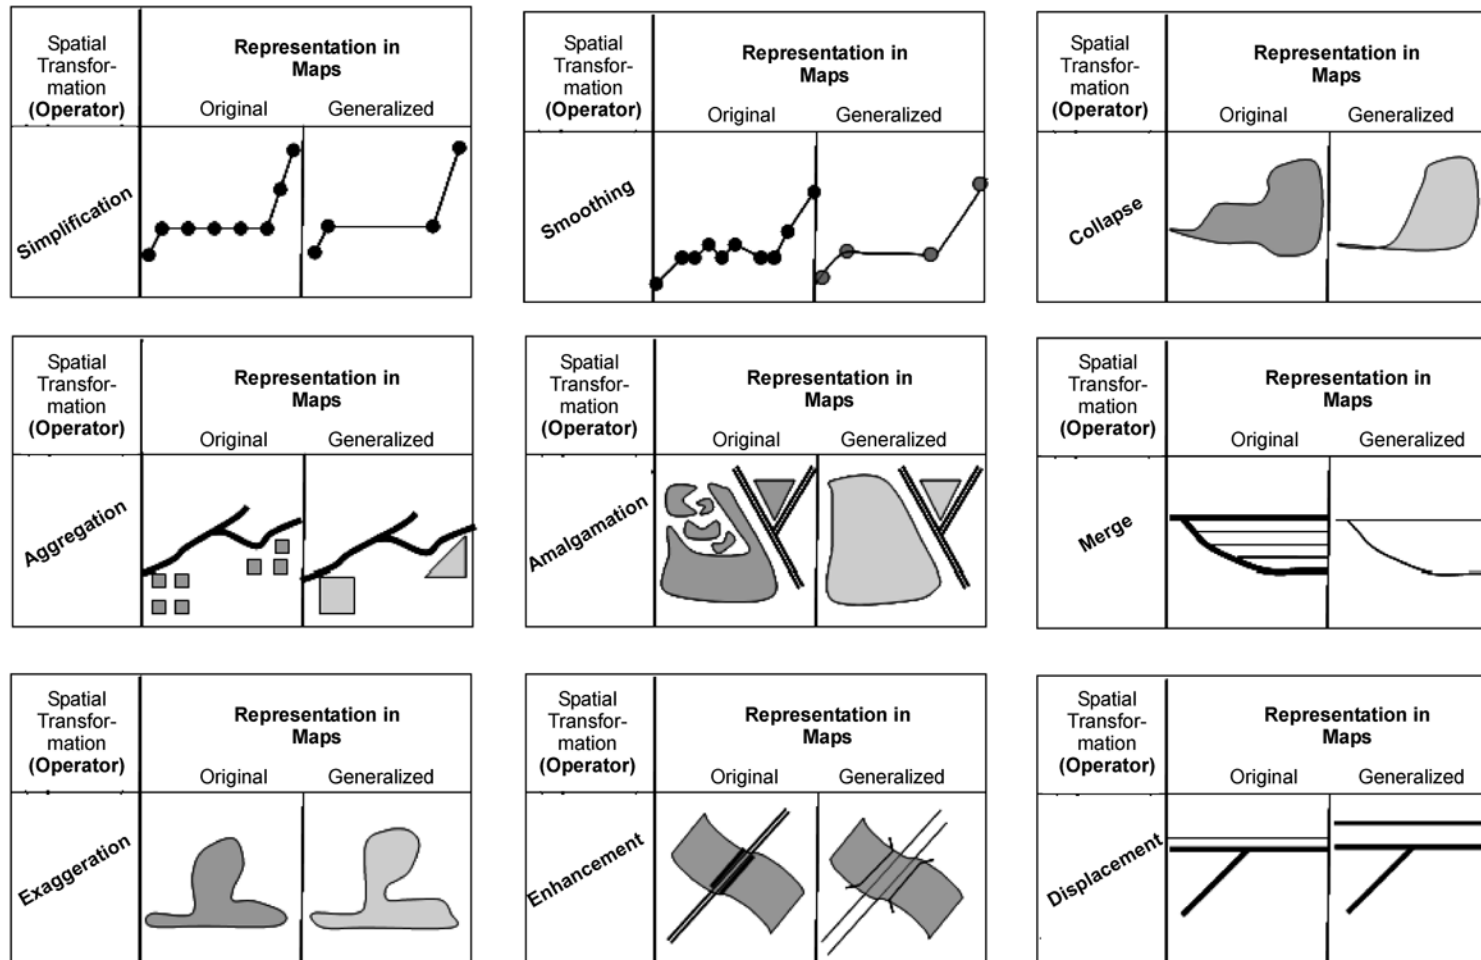 Spatial
Transfor-
mation
(Operator)
Representation in
Maps
Original
Generalized
Simplification
Spatial
Transfor-
mation
(Operator)
Representation in
Maps
Original
Generalized
Smoothing
Spatial
Transfor-
mation
(Operator)
Representation in
Maps
Original
Generalized
Collapse
Spatial
Transfor-
mation
(Operator)
Representation in
Maps
Original
Generalized
Aggregation
Spatial
Transfor-
mation
(Operator)
Representation in
Maps
Original
Generalized
Amalgamation
Spatial
Transfor-
mation
(Operator)
Representation in
Maps
Original
Generalized
Merge
Spatial
Transfor-
mation
(Operator)
Representation in
Maps
Original
Generalized
Exaggeration
Spatial
Transfor-
mation
(Operator)
Representation in
Maps
Original
Generalized
Enhancement
Spatial
Transfor-
mation
(Operator)
Representation in
Maps
Original
Generalized
Displacement